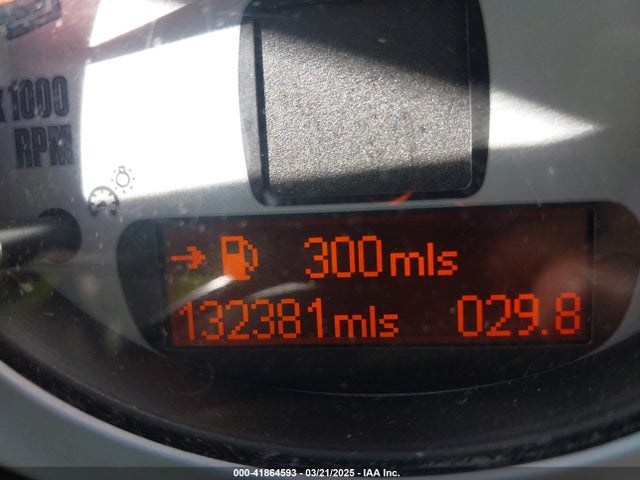 x1000
RPM
300mls
132381mls 029.8
000-41864593 - 03/21/2025 - IAA Inc.